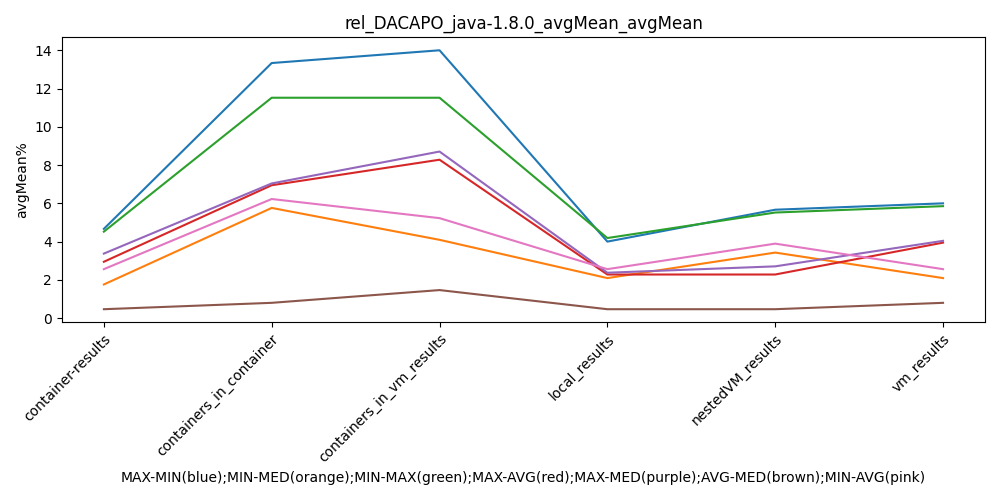 rel_DACAPO_java-1.8.0_avgMean_avgMean
avgMean%
14
12
10
8
6
4
2
0
container-results
containers_in_container
containers_in_vm_results
local_results
nestedVM_results
vm_results
MAX-MIN(blue);MIN-MED(orange);MIN-MAX(green);MAX-AVG(red);MAX-MED(purple);AVG-MED(brown);MIN-AVG(pink)